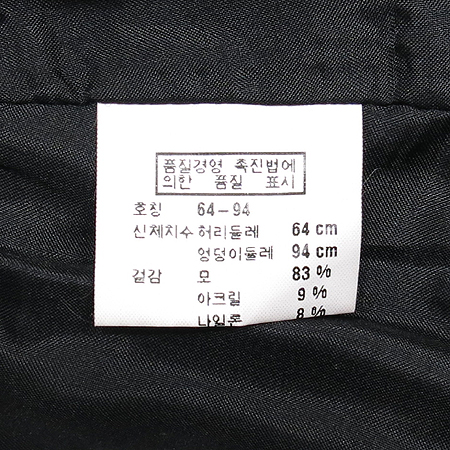 품질경영 촉진법에
의한 품질 표시
호칭 64-94
신체치수 허리둘레 64 cm
엉덩이둘레 94 cm
겉감 모 83 %
아크릴 9 %
나일론 8 %